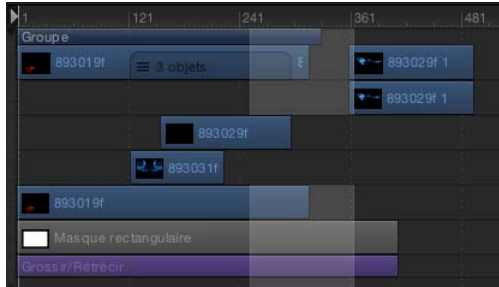 1 121 241 361 481
Groupe
893019f 3 objets 8 893029f 1
893029f 1
893029f
893031f
893019f
Masque rectangulaire
Grossir/Rétrécir